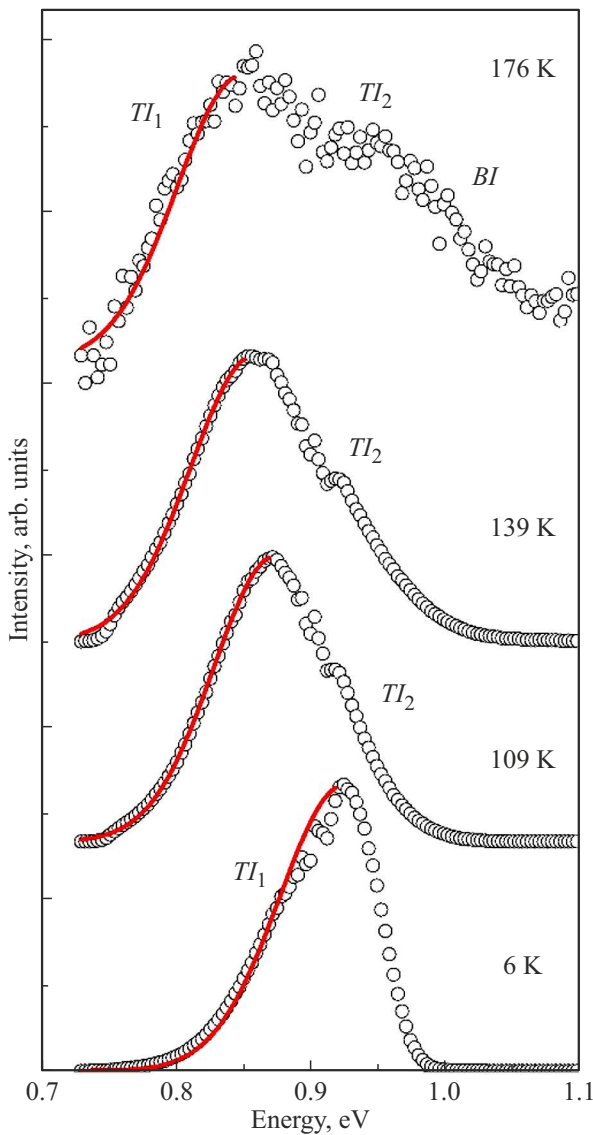 176 K
TI₁
TI₂
BI
TI₂
139 K
TI₂
109 K
TI₁
6 K
Intensity, arb. units
0.7 0.8 0.9 1.0 1.1
Energy, eV